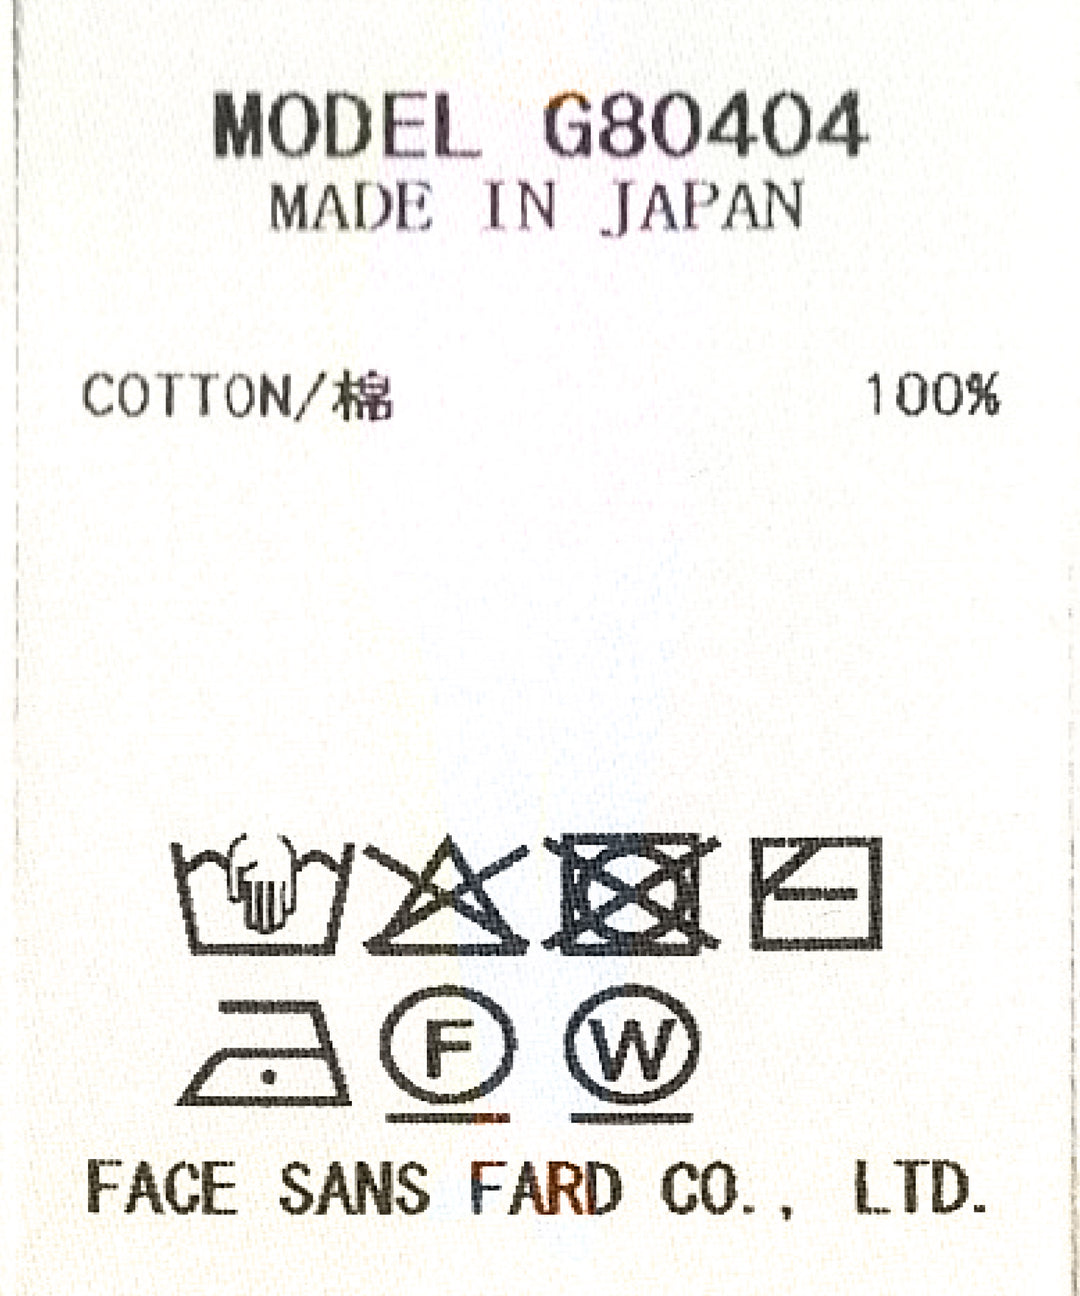 MODEL G80404
MADE IN JAPAN
COTTON/棉 100%
F W
FACE SANS FARD CO., LTD.